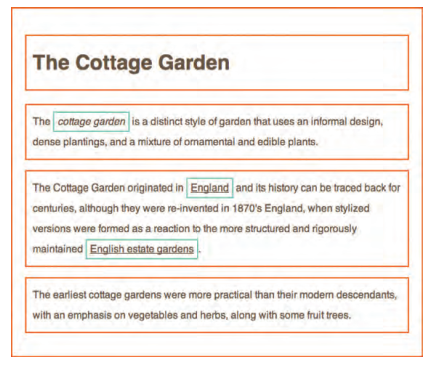 The Cottage Garden
The cottage garden is a distinct style of garden that uses an informal design,
dense plantings, and a mixture of ornamental and edible plants.
The Cottage Garden originated in England and its history can be traced back for
centuries, although they were re-invented in 1870's England, when stylized
versions were formed as a reaction to the more structured and rigorously
maintained English estate gardens.
The earliest cottage gardens were more practical than their modern descendants,
with an emphasis on vegetables and herbs, along with some fruit trees.